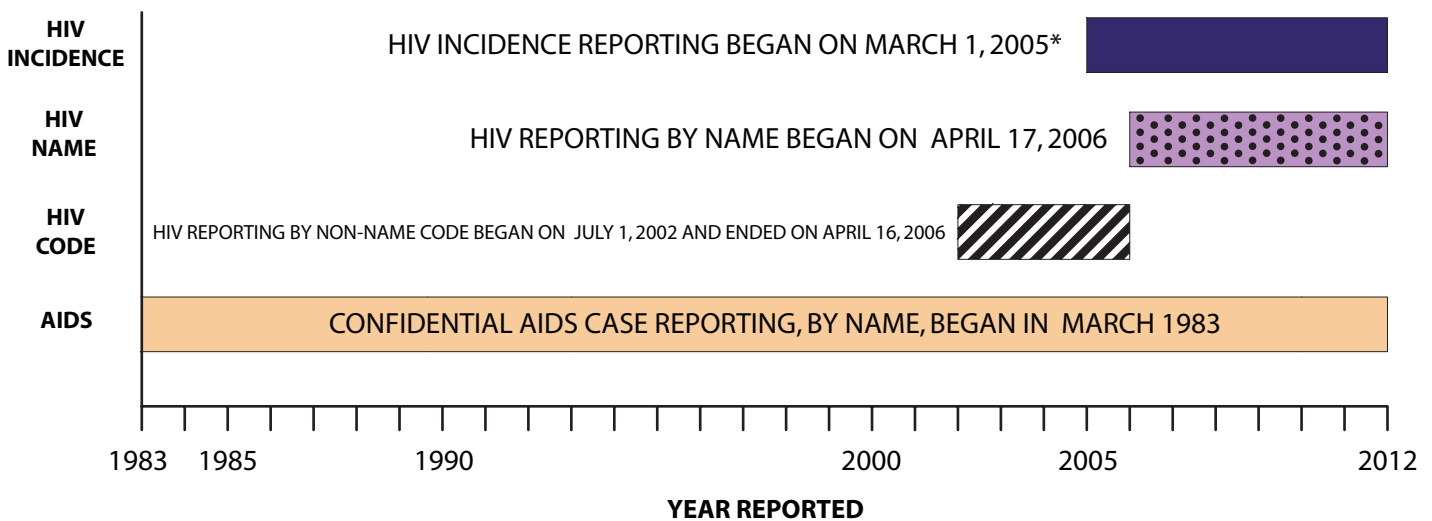 HIV
INCIDENCE
HIV INCIDENCE REPORTING BEGAN ON MARCH 1, 2005*
HIV
NAME
HIV REPORTING BY NAME BEGAN ON APRIL 17, 2006
HIV
CODE
HIV REPORTING BY NON-NAME CODE BEGAN ON JULY 1, 2002 AND ENDED ON APRIL 16, 2006
AIDS
CONFIDENTIAL AIDS CASE REPORTING, BY NAME, BEGAN IN MARCH 1983
1983 1985 1990 2000 2005 2012
YEAR REPORTED